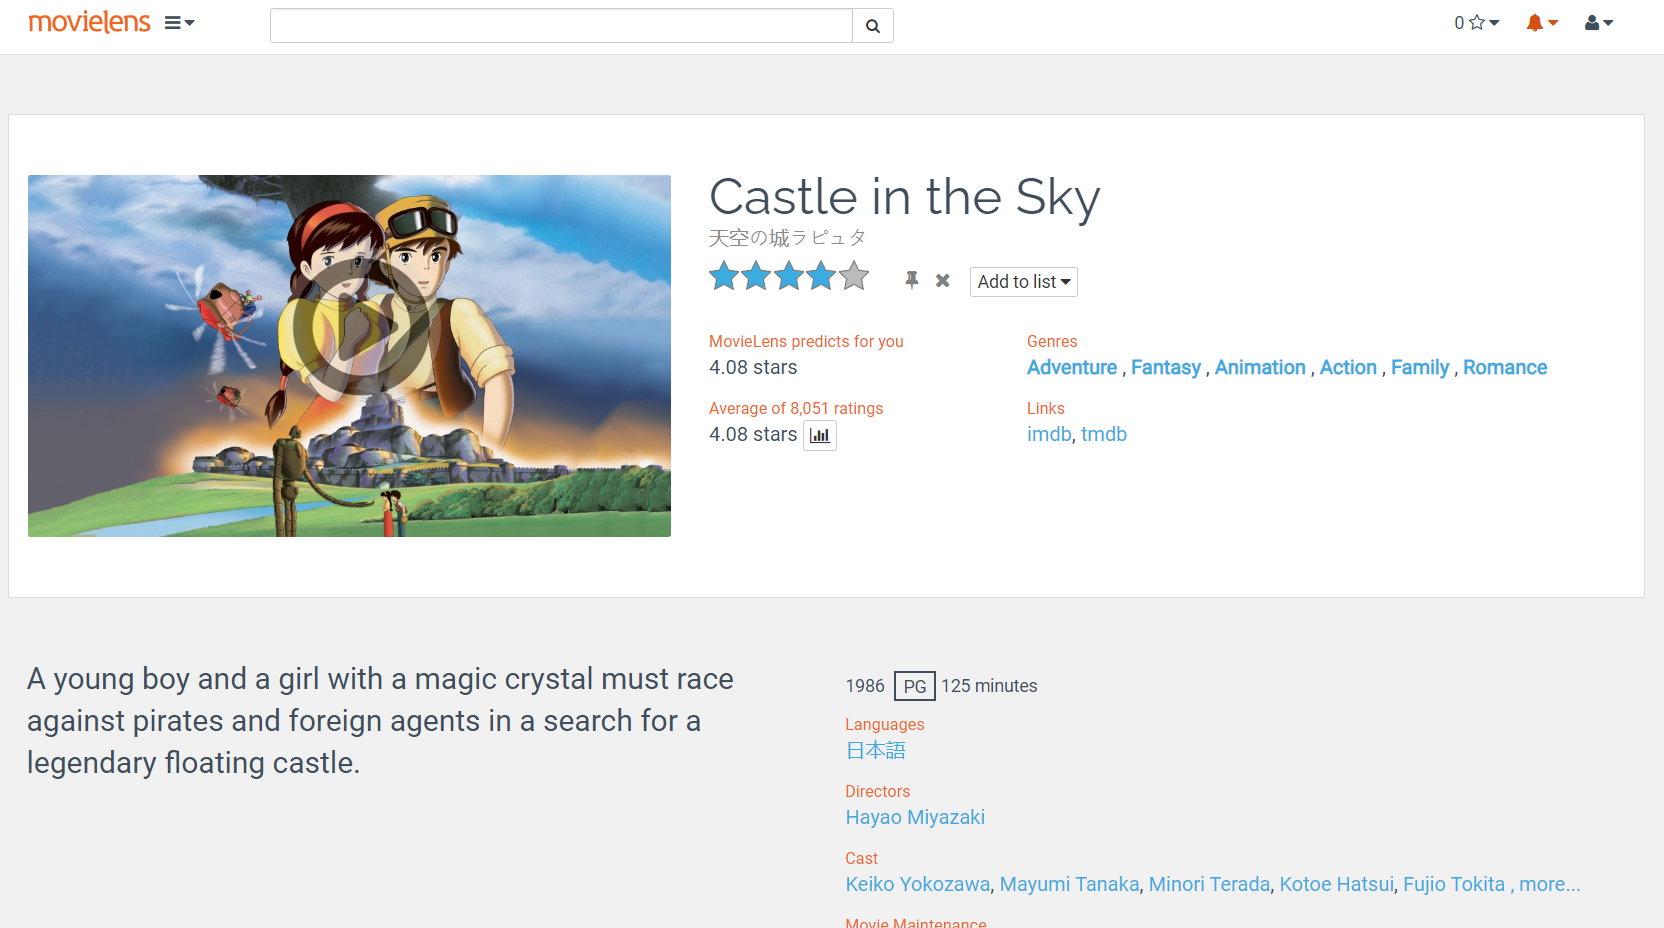 movielens
0
Castle in the Sky
天空の城ラピュタ
Add to list
MovieLens predicts for you
4.08 stars
Average of 8,051 ratings
4.08 stars
Genres
Adventure , Fantasy , Animation , Action , Family , Romance
Links
imdb, tmdb
A young boy and a girl with a magic crystal must race
against pirates and foreign agents in a search for a
legendary floating castle.
1986 PG 125 minutes
Languages
日本語
Directors
Hayao Miyazaki
Cast
Keiko Yokozawa, Mayumi Tanaka, Minori Terada, Kotoe Hatsui, Fujio Tokita , more...
Movie Maintenance